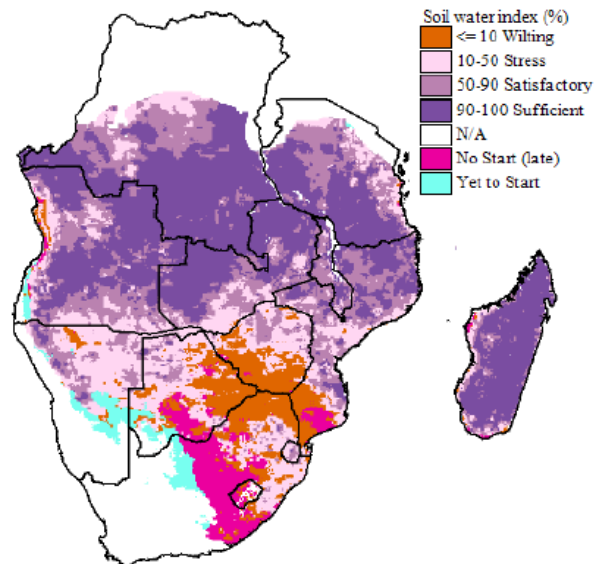 Soil water index (%)
<= 10 Wilting
10-50 Stress
50-90 Satisfactory
90-100 Sufficient
N/A
No Start (late)
Yet to Start